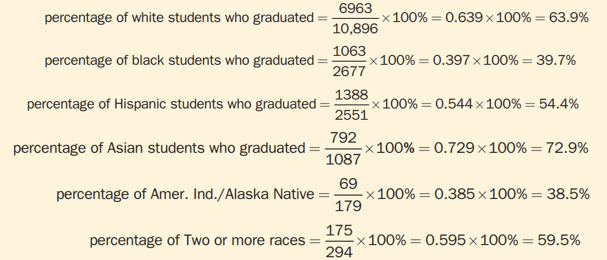 percentage of white students who graduated = 6963/10,896 × 100% = 0.639 × 100% = 63.9%
percentage of black students who graduated = 1063/2677 × 100% = 0.397 × 100% = 39.7%
percentage of Hispanic students who graduated = 1388/2551 × 100% = 0.544 × 100% = 54.4%
percentage of Asian students who graduated = 792/1087 × 100% = 0.729 × 100% = 72.9%
percentage of Amer. Ind./Alaska Native = 69/179 × 100% = 0.385 × 100% = 38.5%
percentage of Two or more races = 175/294 × 100% = 0.595 × 100% = 59.5%